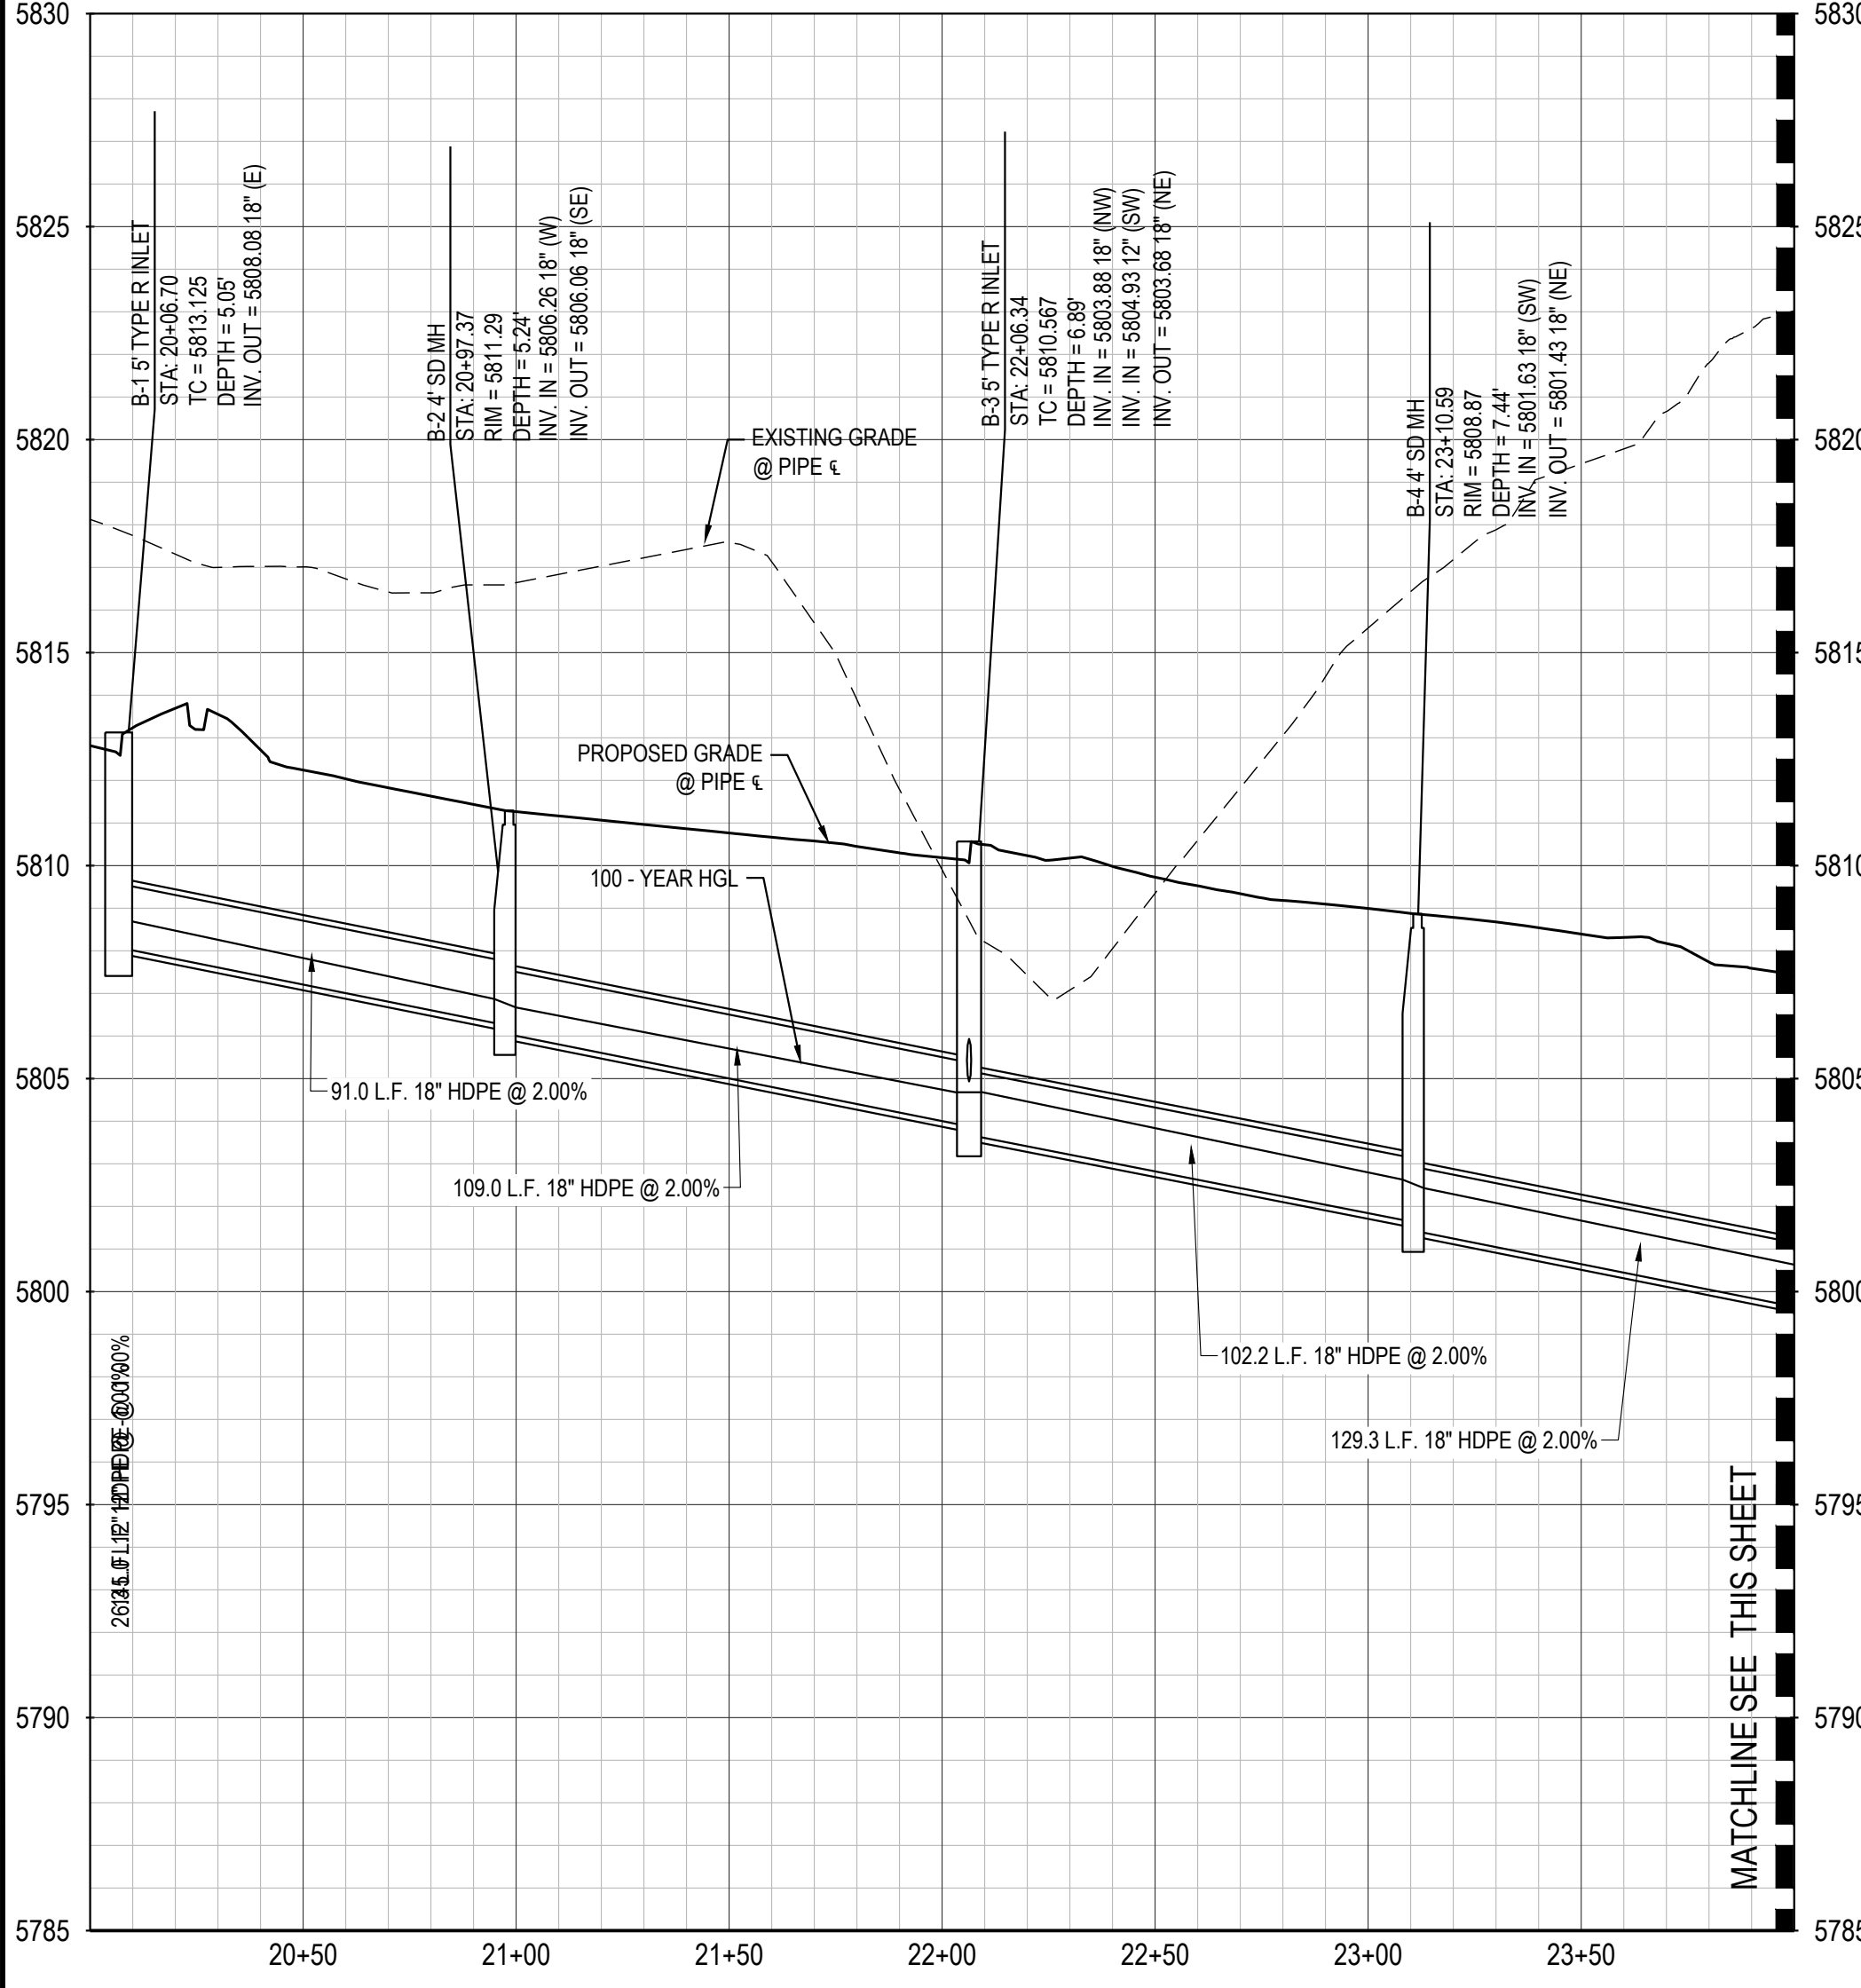 5830
5825
5820
5815
5810
5805
5800
5795
5790
5785
B-1 5' TYPE R INLET
STA: 20+06.70
TC = 5813.125
DEPTH = 5.05'
INV. OUT = 5808.08 18" (E)
B-2 4' SD MH
STA: 20+97.37
RIM = 5811.29
DEPTH = 5.24'
INV. IN = 5806.26 18" (W)
INV. OUT = 5806.06 18" (SE)
EXISTING GRADE
@ PIPE ℄
B-3 5' TYPE R INLET
STA: 22+06.34
TC = 5810.567
DEPTH = 6.89'
INV. IN = 5803.88 18" (NW)
INV. IN = 5804.93 12" (SW)
INV. OUT = 5803.68 18" (NE)
B-4 4' SD MH
STA: 23+10.59
RIM = 5808.87
DEPTH = 7.44'
INV. IN = 5801.63 18" (SW)
INV. OUT = 5801.43 18" (NE)
PROPOSED GRADE
@ PIPE ℄
100 - YEAR HGL
91.0 L.F. 18" HDPE @ 2.00%
109.0 L.F. 18" HDPE @ 2.00%
102.2 L.F. 18" HDPE @ 2.00%
129.3 L.F. 18" HDPE @ 2.00%
MATCHLINE SEE THIS SHEET
5830
5825
5820
5815
5810
5805
5800
5795
5790
5785
20+50
21+00
21+50
22+00
22+50
23+00
23+50